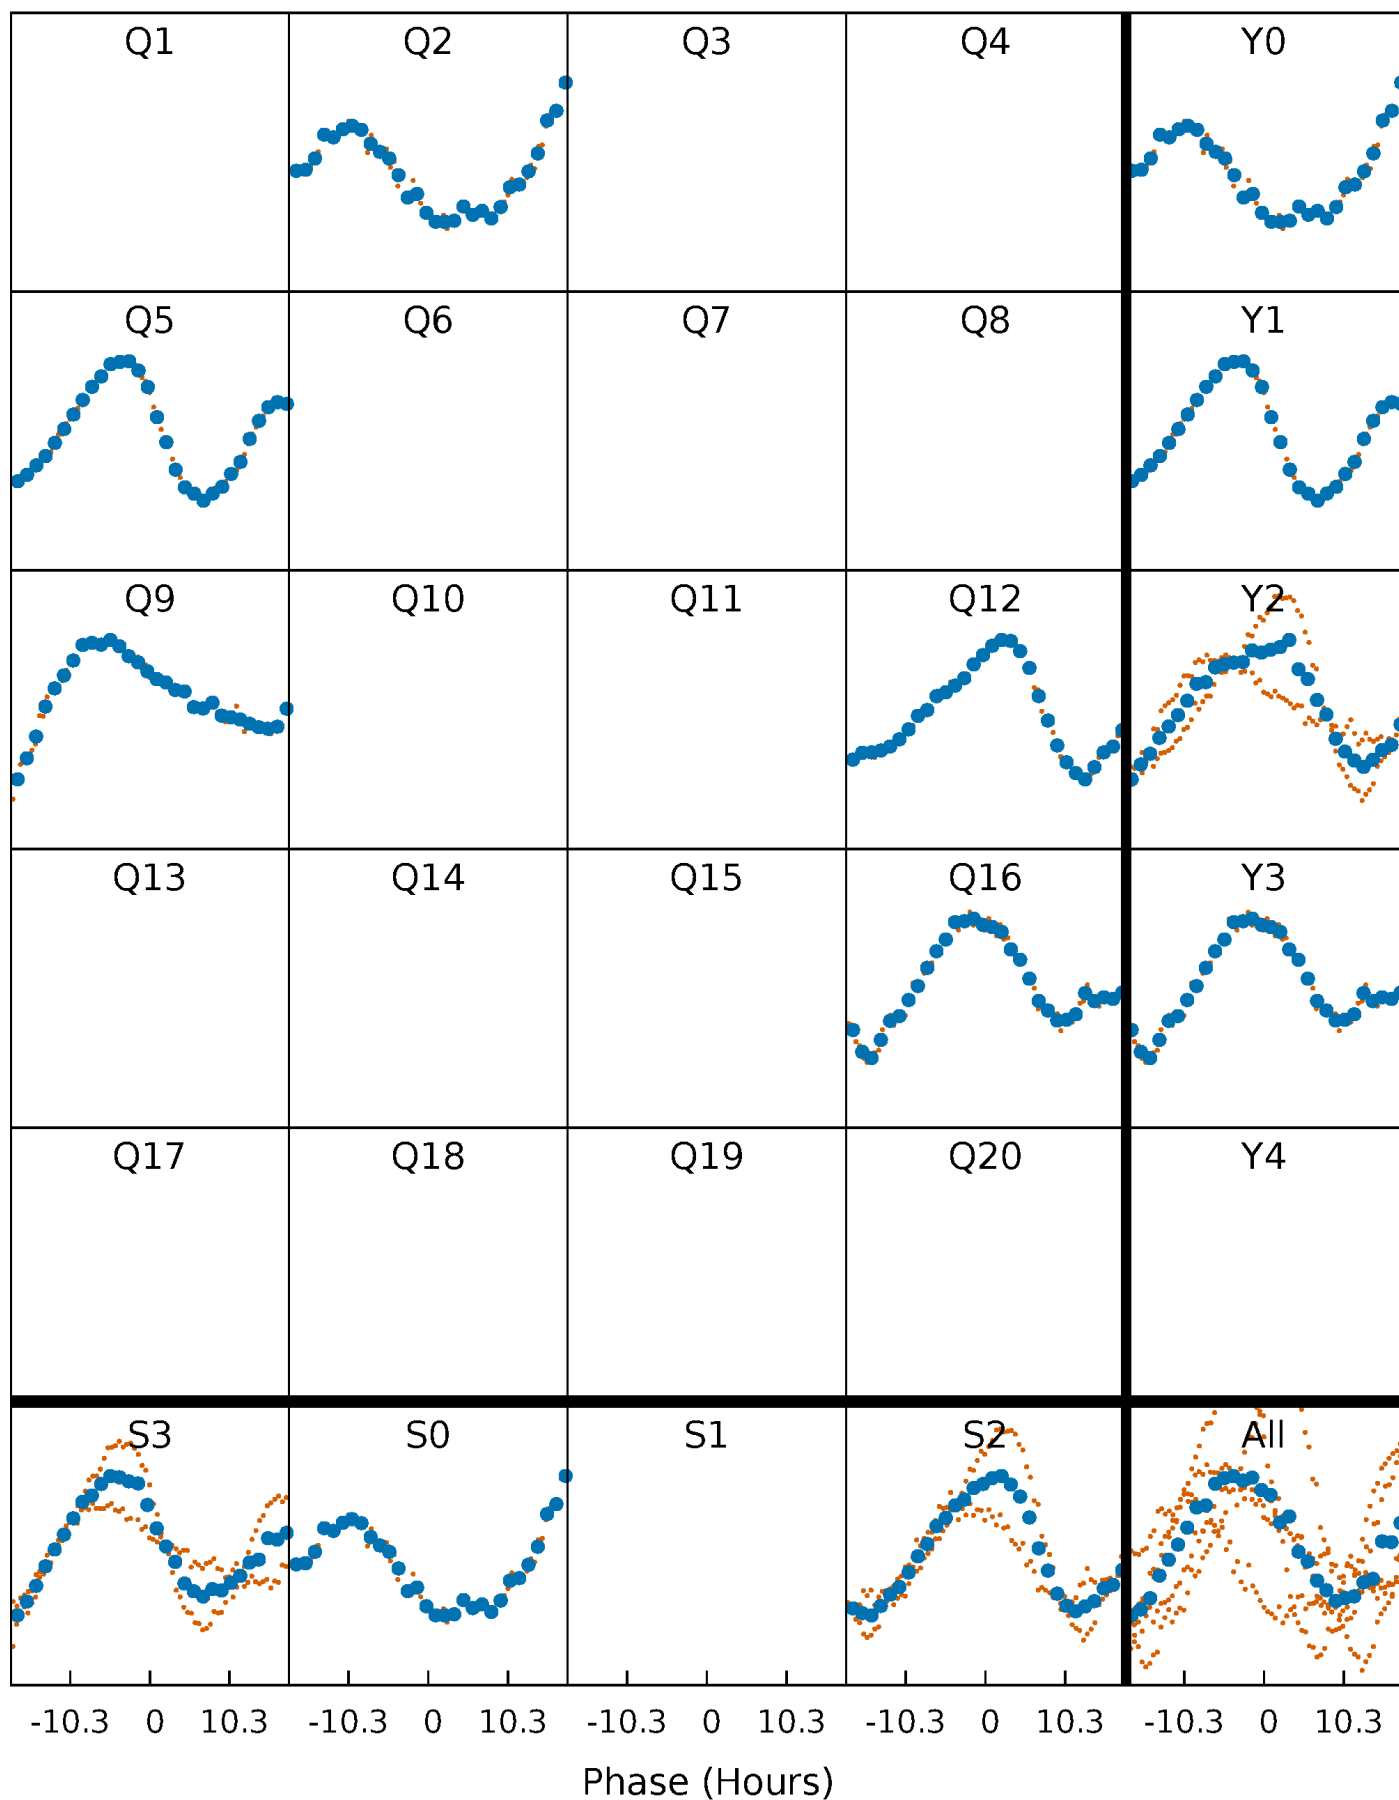 Q1 Q2 Q3 Q4 Y0
Q5 Q6 Q7 Q8 Y1
Q9 Q10 Q11 Q12 Y2
Q13 Q14 Q15 Q16 Y3
Q17 Q18 Q19 Q20 Y4
S3 S0 S1 S2 All
-10.3 0 10.3 -10.3 0 10.3 -10.3 0 10.3 -10.3 0 10.3 -10.3 0 10.3
Phase (Hours)